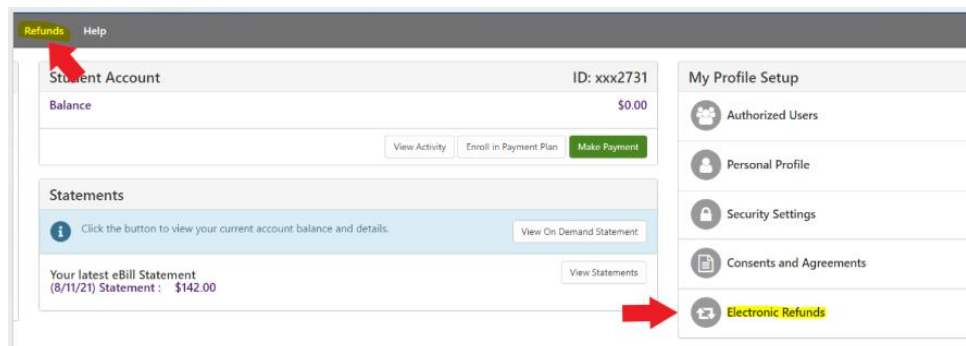 Refunds Help
Student Account ID: xxx2731
Balance $0.00
View Activity Enroll in Payment Plan Make Payment
Statements
Click the button to view your current account balance and details. View On Demand Statement
Your latest eBill Statement View Statements
(8/11/21) Statement : $142.00
My Profile Setup
Authorized Users
Personal Profile
Security Settings
Consents and Agreements
Electronic Refunds